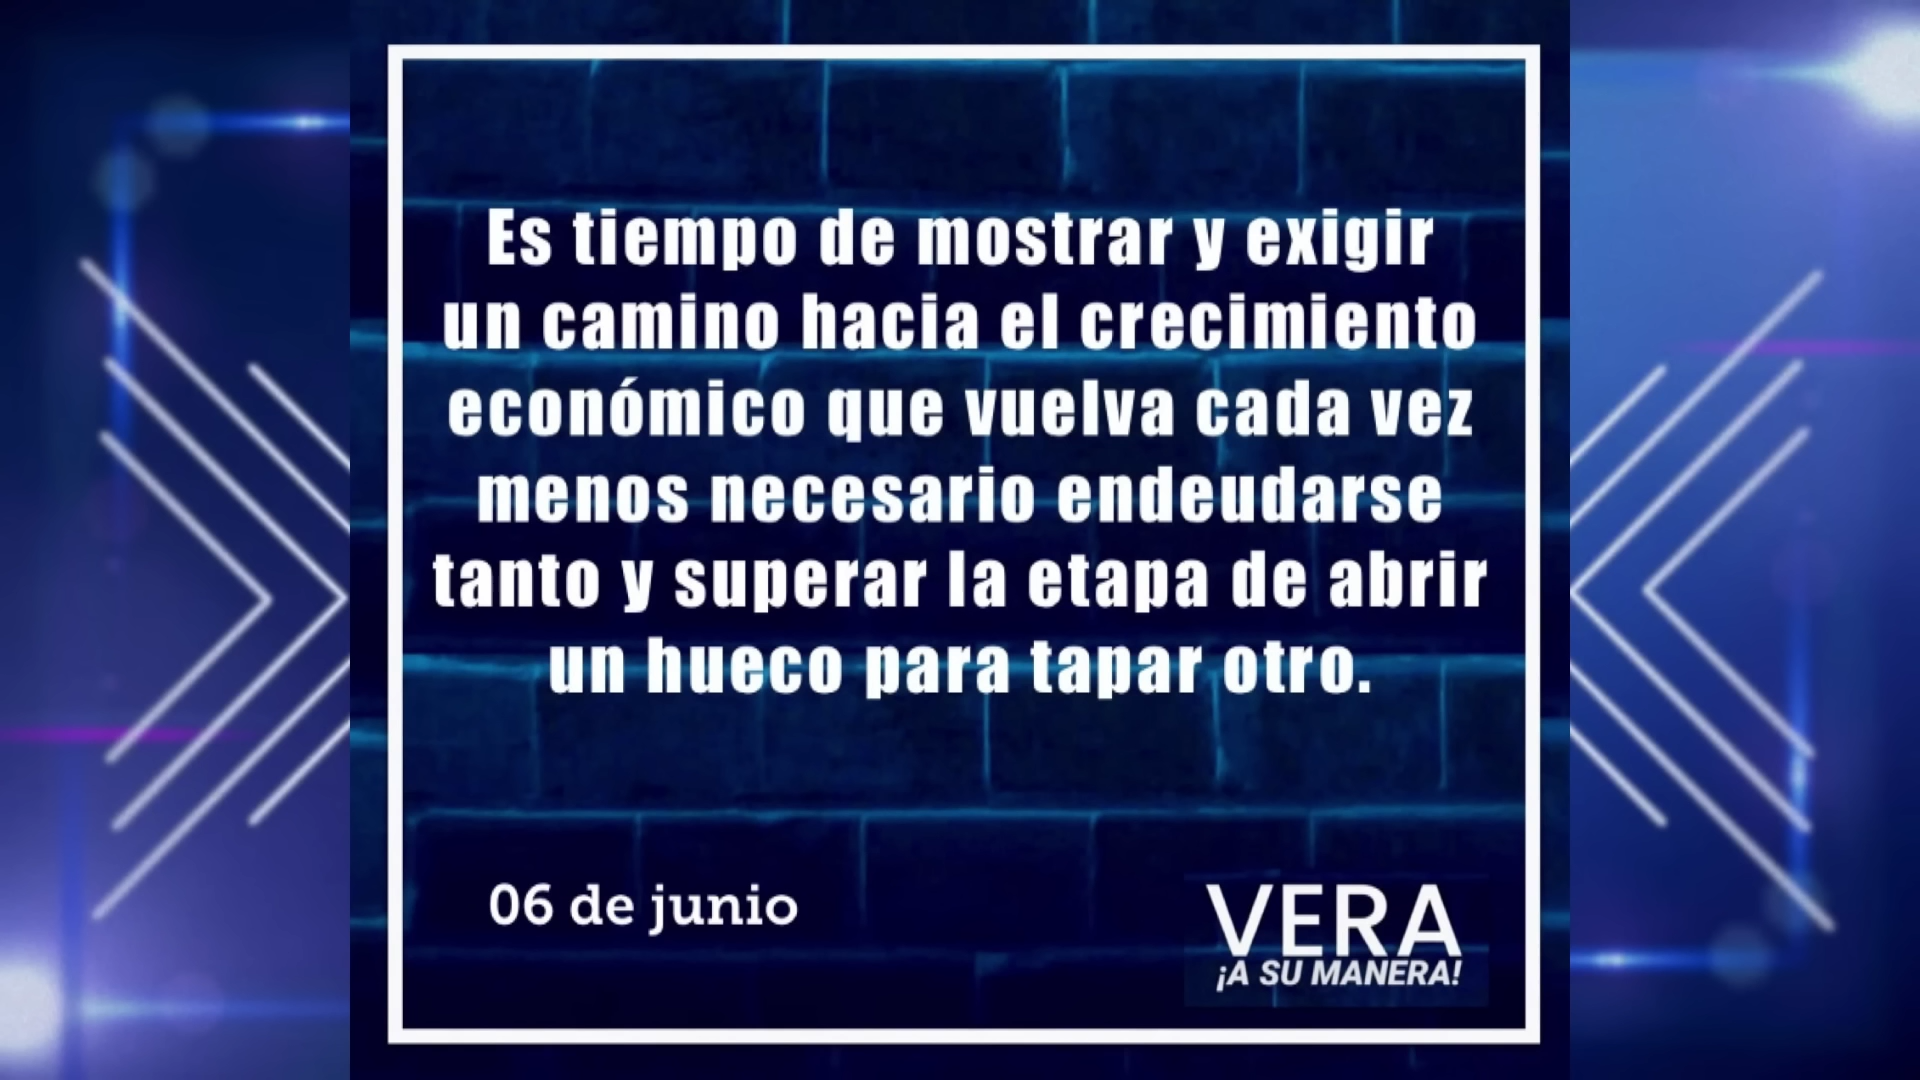 Es tiempo de mostrar y exigir
un camino hacia el crecimiento
económico que vuelva cada vez
menos necesario endeudarse
tanto y superar la etapa de abrir
un hueco para tapar otro.
06 de junio
VERA
¡A SU MANERA!